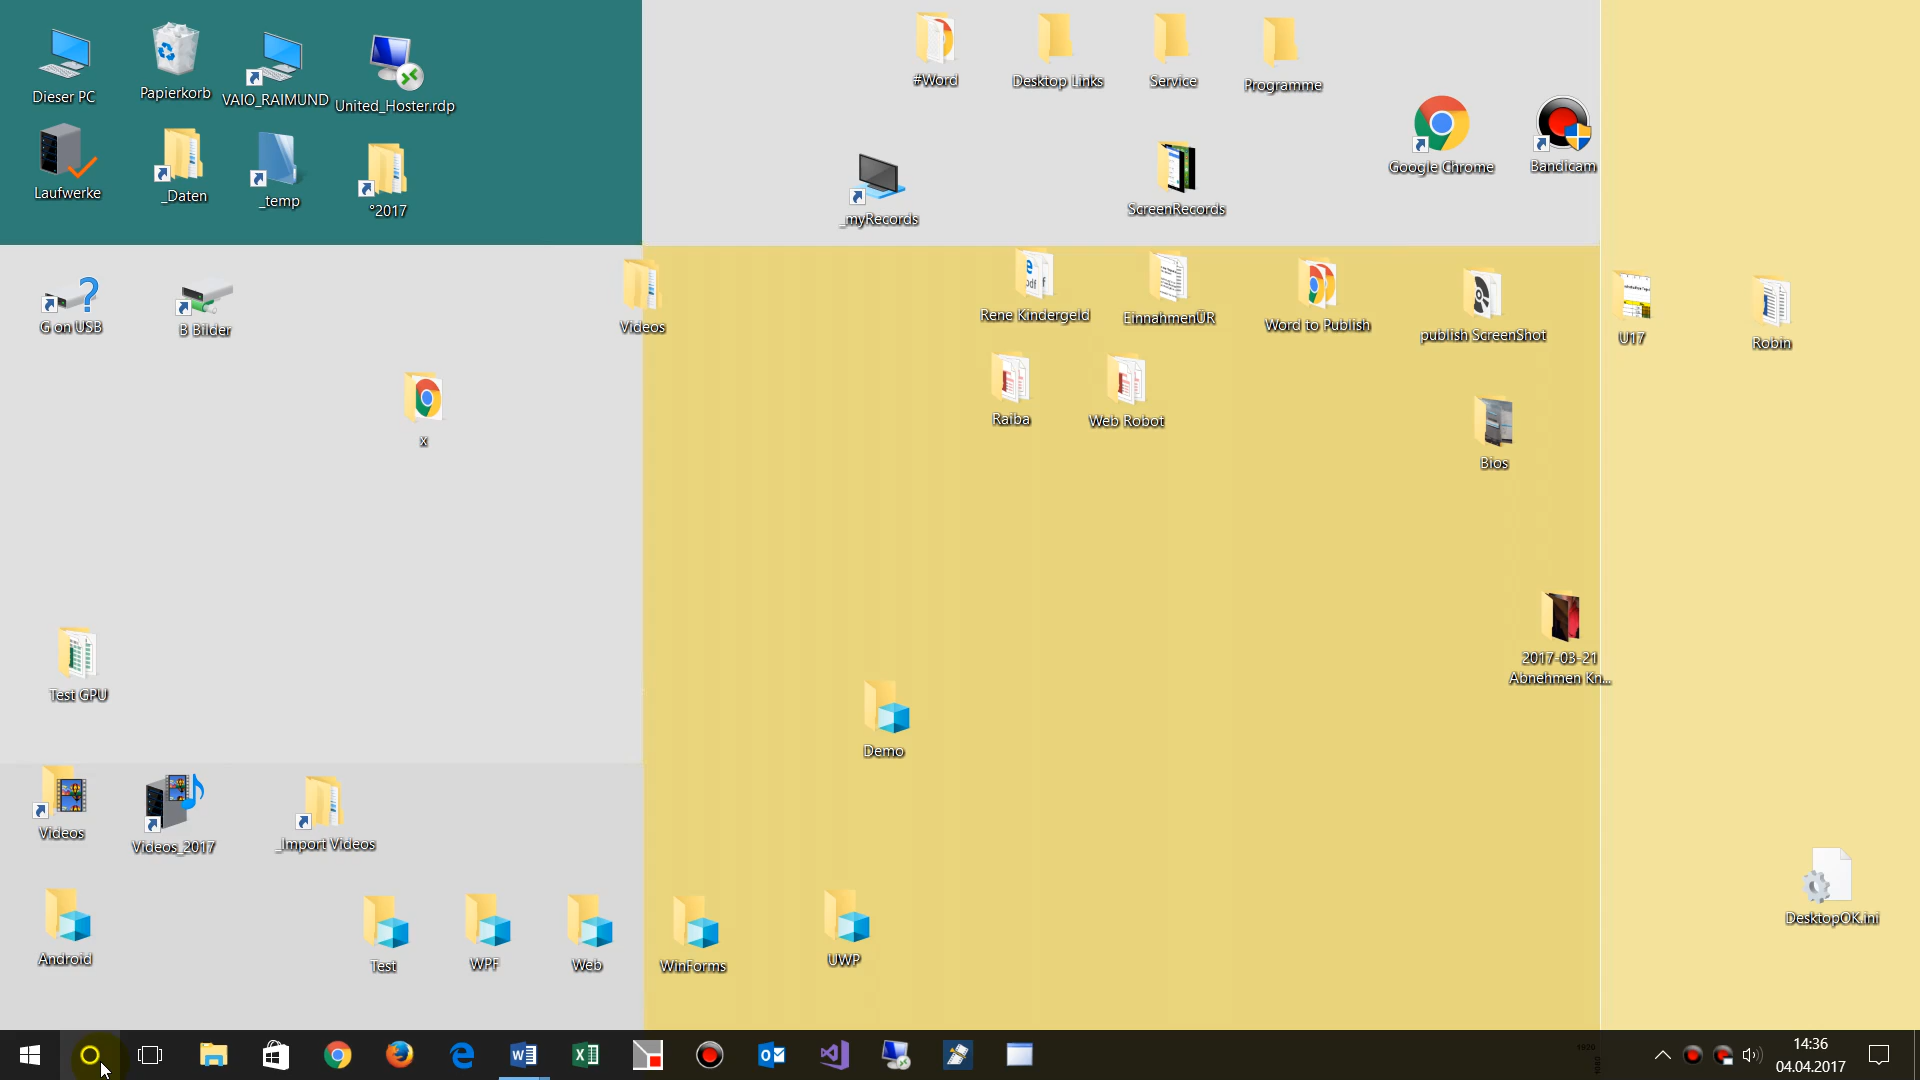 Dieser PC
Papierkorb
VAIO_RAIMUND
United_Hoster.rdp
#Word
Desktop Links
Service
Programme
Google Chrome
Bandicam
Laufwerke
_Daten
_temp
°2017
_myRecords
ScreenRecords
G on USB
B Bilder
Videos
Rene Kindergeld
EinnahmenÜR
Word to Publish
publish ScreenShot
U17
Robin
x
Raiba
Web Robot
Bios
2017-03-21
Abnehmen Kn...
Test GPU
Demo
Videos
Videos_2017
_Import Videos
DesktopOK.ini
Android
Test
WPF
Web
WinForms
UWP
14:36
04.04.2017